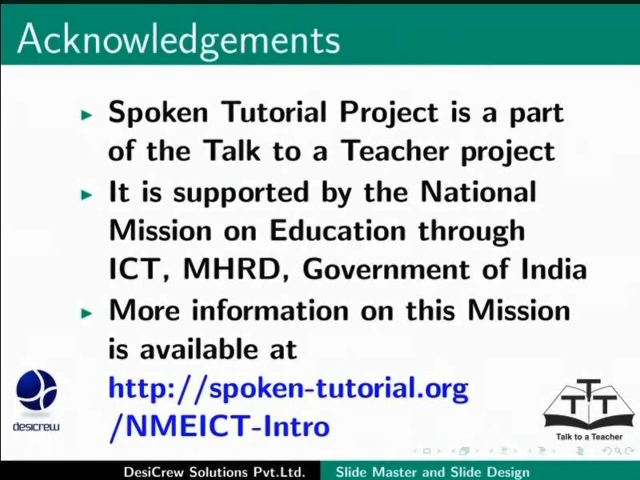 Acknowledgements
Spoken Tutorial Project is a part
of the Talk to a Teacher project
It is supported by the National
Mission on Education through
ICT, MHRD, Government of India
More information on this Mission
is available at
http://spoken-tutorial.org
/NMEICT-Intro
desicrew
T T T
Talk to a Teacher
DesiCrew Solutions Pvt.Ltd.
Slide Master and Slide Design